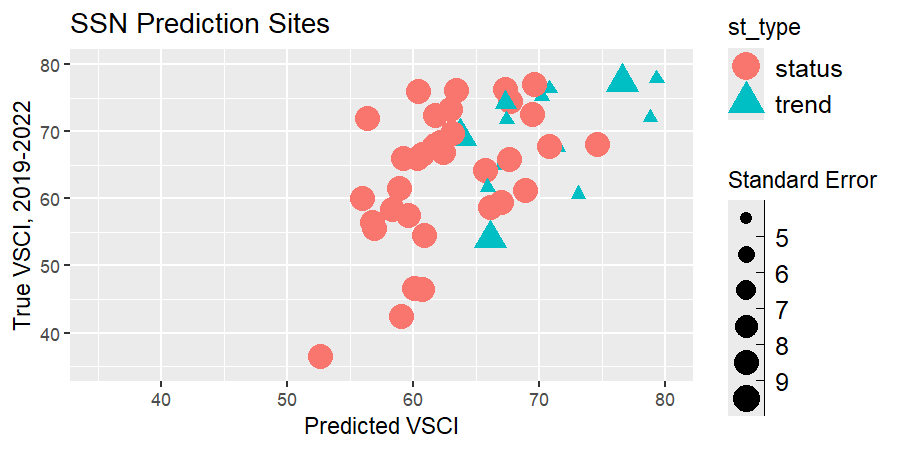 SSN Prediction Sites
True VSCI, 2019-2022
80
70
60
50
40
40 50 60 70 80
Predicted VSCI
st_type
status
trend
Standard Error
5
6
7
8
9